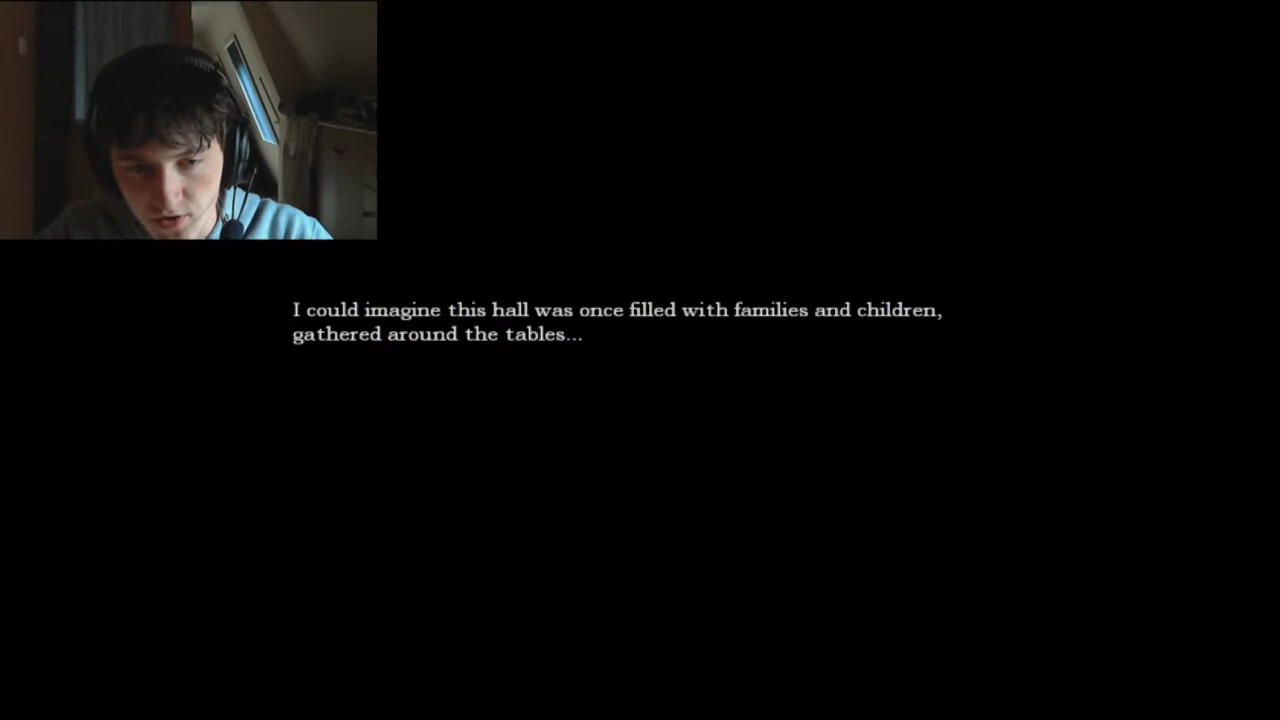 I could imagine this hall was once filled with families and children,
gathered around the tables...